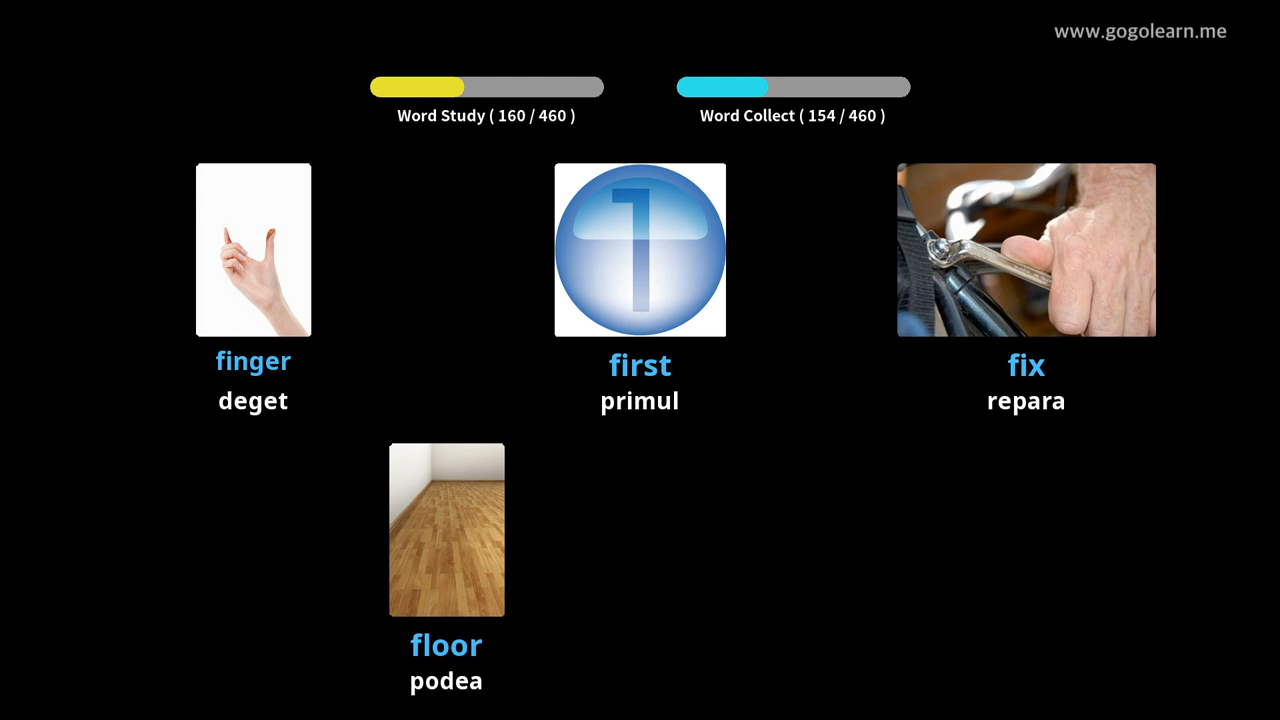 www.gogolearn.me
Word Study ( 160 / 460 )
Word Collect ( 154 / 460 )
1
finger
first
fix
deget
primul
repara
floor
podea